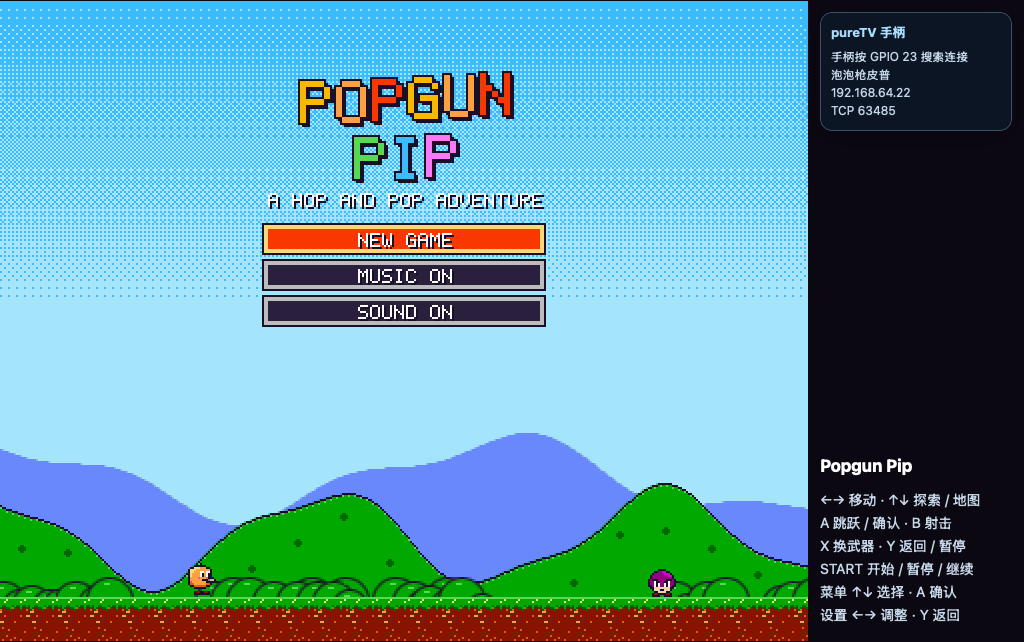 POPGUN
PIP
A HOP AND POP ADVENTURE
NEW GAME
MUSIC ON
SOUND ON
pureTV 手柄
手柄按 GPIO 23 搜索连接
泡泡枪皮普
192.168.64.22
TCP 63485
Popgun Pip
←→ 移动 · ↑↓ 探索 / 地图
A 跳跃 / 确认 · B 射击
X 换武器 · Y 返回 / 暂停
START 开始 / 暂停 / 继续
菜单 ↑↓ 选择 · A 确认
设置 ←→ 调整 · Y 返回